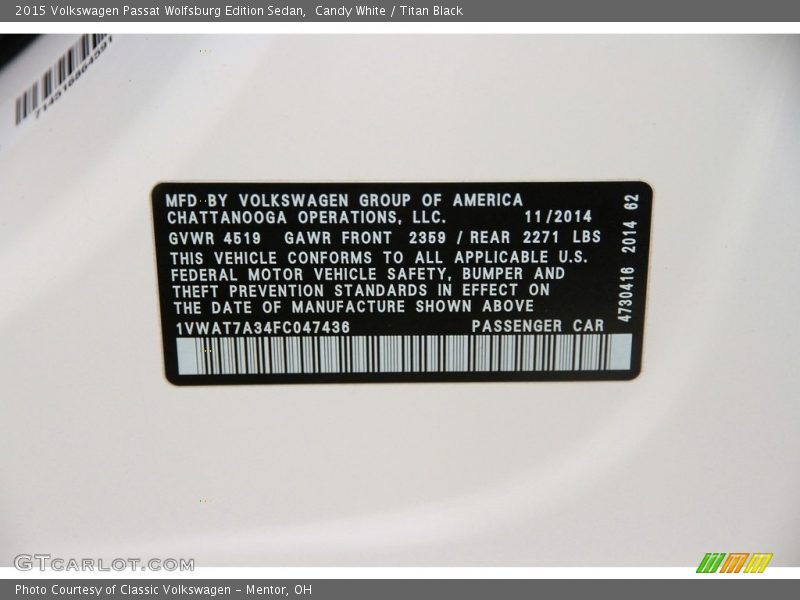 2015 Volkswagen Passat Wolfsburg Edition Sedan,  Candy White / Titan Black
MFD BY VOLKSWAGEN GROUP OF AMERICA
CHATTANOOGA OPERATIONS, LLC. 11/2014
GVWR 4519 GAWR FRONT 2359 / REAR 2271 LBS
THIS VEHICLE CONFORMS TO ALL APPLICABLE U.S.
FEDERAL MOTOR VEHICLE SAFETY, BUMPER AND
THEFT PREVENTION STANDARDS IN EFFECT ON
THE DATE OF MANUFACTURE SHOWN ABOVE
1VWAT7A34FC047436 PASSENGER CAR
4730416 2014 62
GTCARLOT.COM
Photo Courtesy of Classic Volkswagen - Mentor, OH